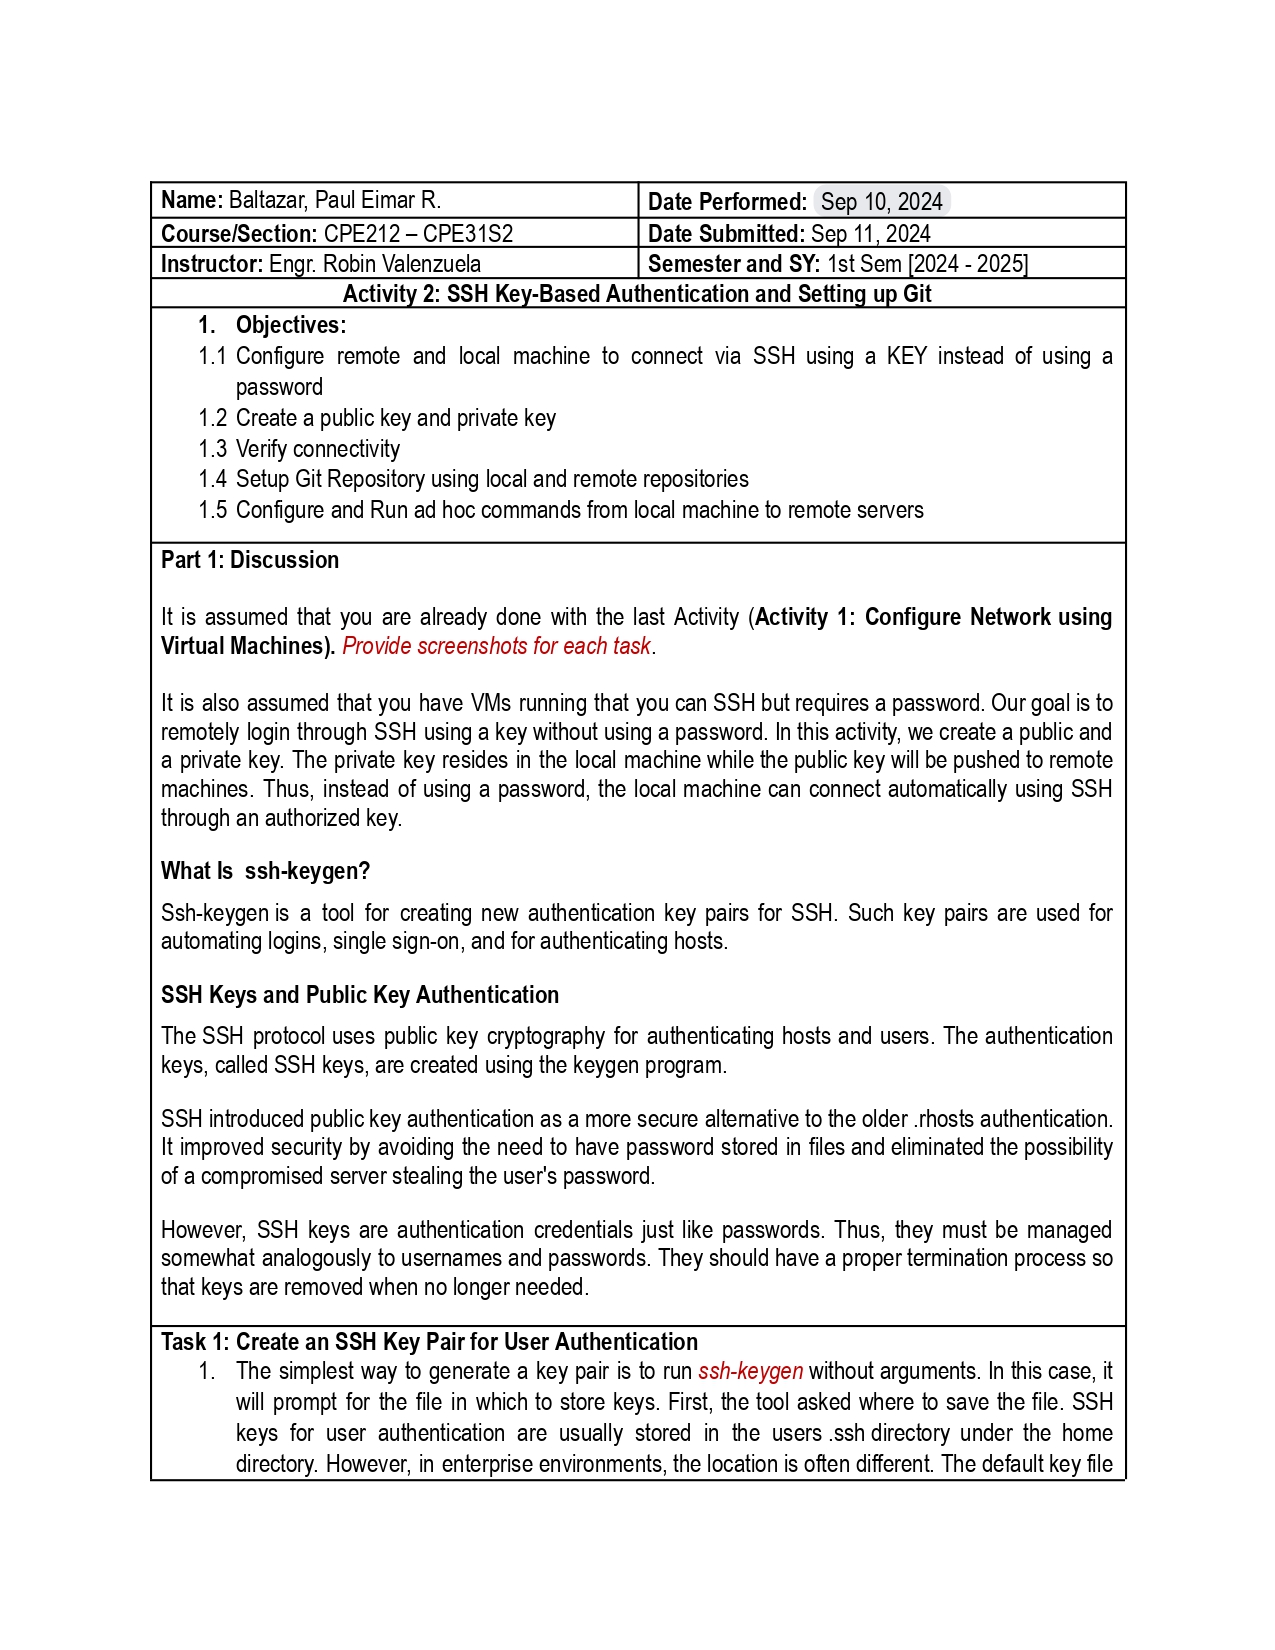 Name: Baltazar, Paul Eimar R.
Date Performed: Sep 10, 2024
Course/Section: CPE212 – CPE31S2
Date Submitted: Sep 11, 2024
Instructor: Engr. Robin Valenzuela
Semester and SY: 1st Sem [2024 - 2025]
Activity 2: SSH Key-Based Authentication and Setting up Git
1. Objectives:
1.1 Configure remote and local machine to connect via SSH using a KEY instead of using a
password
1.2 Create a public key and private key
1.3 Verify connectivity
1.4 Setup Git Repository using local and remote repositories
1.5 Configure and Run ad hoc commands from local machine to remote servers
Part 1: Discussion
It is assumed that you are already done with the last Activity (Activity 1: Configure Network using
Virtual Machines). Provide screenshots for each task.
It is also assumed that you have VMs running that you can SSH but requires a password. Our goal is to
remotely login through SSH using a key without using a password. In this activity, we create a public and
a private key. The private key resides in the local machine while the public key will be pushed to remote
machines. Thus, instead of using a password, the local machine can connect automatically using SSH
through an authorized key.
What Is ssh-keygen?
Ssh-keygen is a tool for creating new authentication key pairs for SSH. Such key pairs are used for
automating logins, single sign-on, and for authenticating hosts.
SSH Keys and Public Key Authentication
The SSH protocol uses public key cryptography for authenticating hosts and users. The authentication
keys, called SSH keys, are created using the keygen program.
SSH introduced public key authentication as a more secure alternative to the older .rhosts authentication.
It improved security by avoiding the need to have password stored in files and eliminated the possibility
of a compromised server stealing the user's password.
However, SSH keys are authentication credentials just like passwords. Thus, they must be managed
somewhat analogously to usernames and passwords. They should have a proper termination process so
that keys are removed when no longer needed.
Task 1: Create an SSH Key Pair for User Authentication
1. The simplest way to generate a key pair is to run ssh-keygen without arguments. In this case, it
will prompt for the file in which to store keys. First, the tool asked where to save the file. SSH
keys for user authentication are usually stored in the users .ssh directory under the home
directory. However, in enterprise environments, the location is often different. The default key file